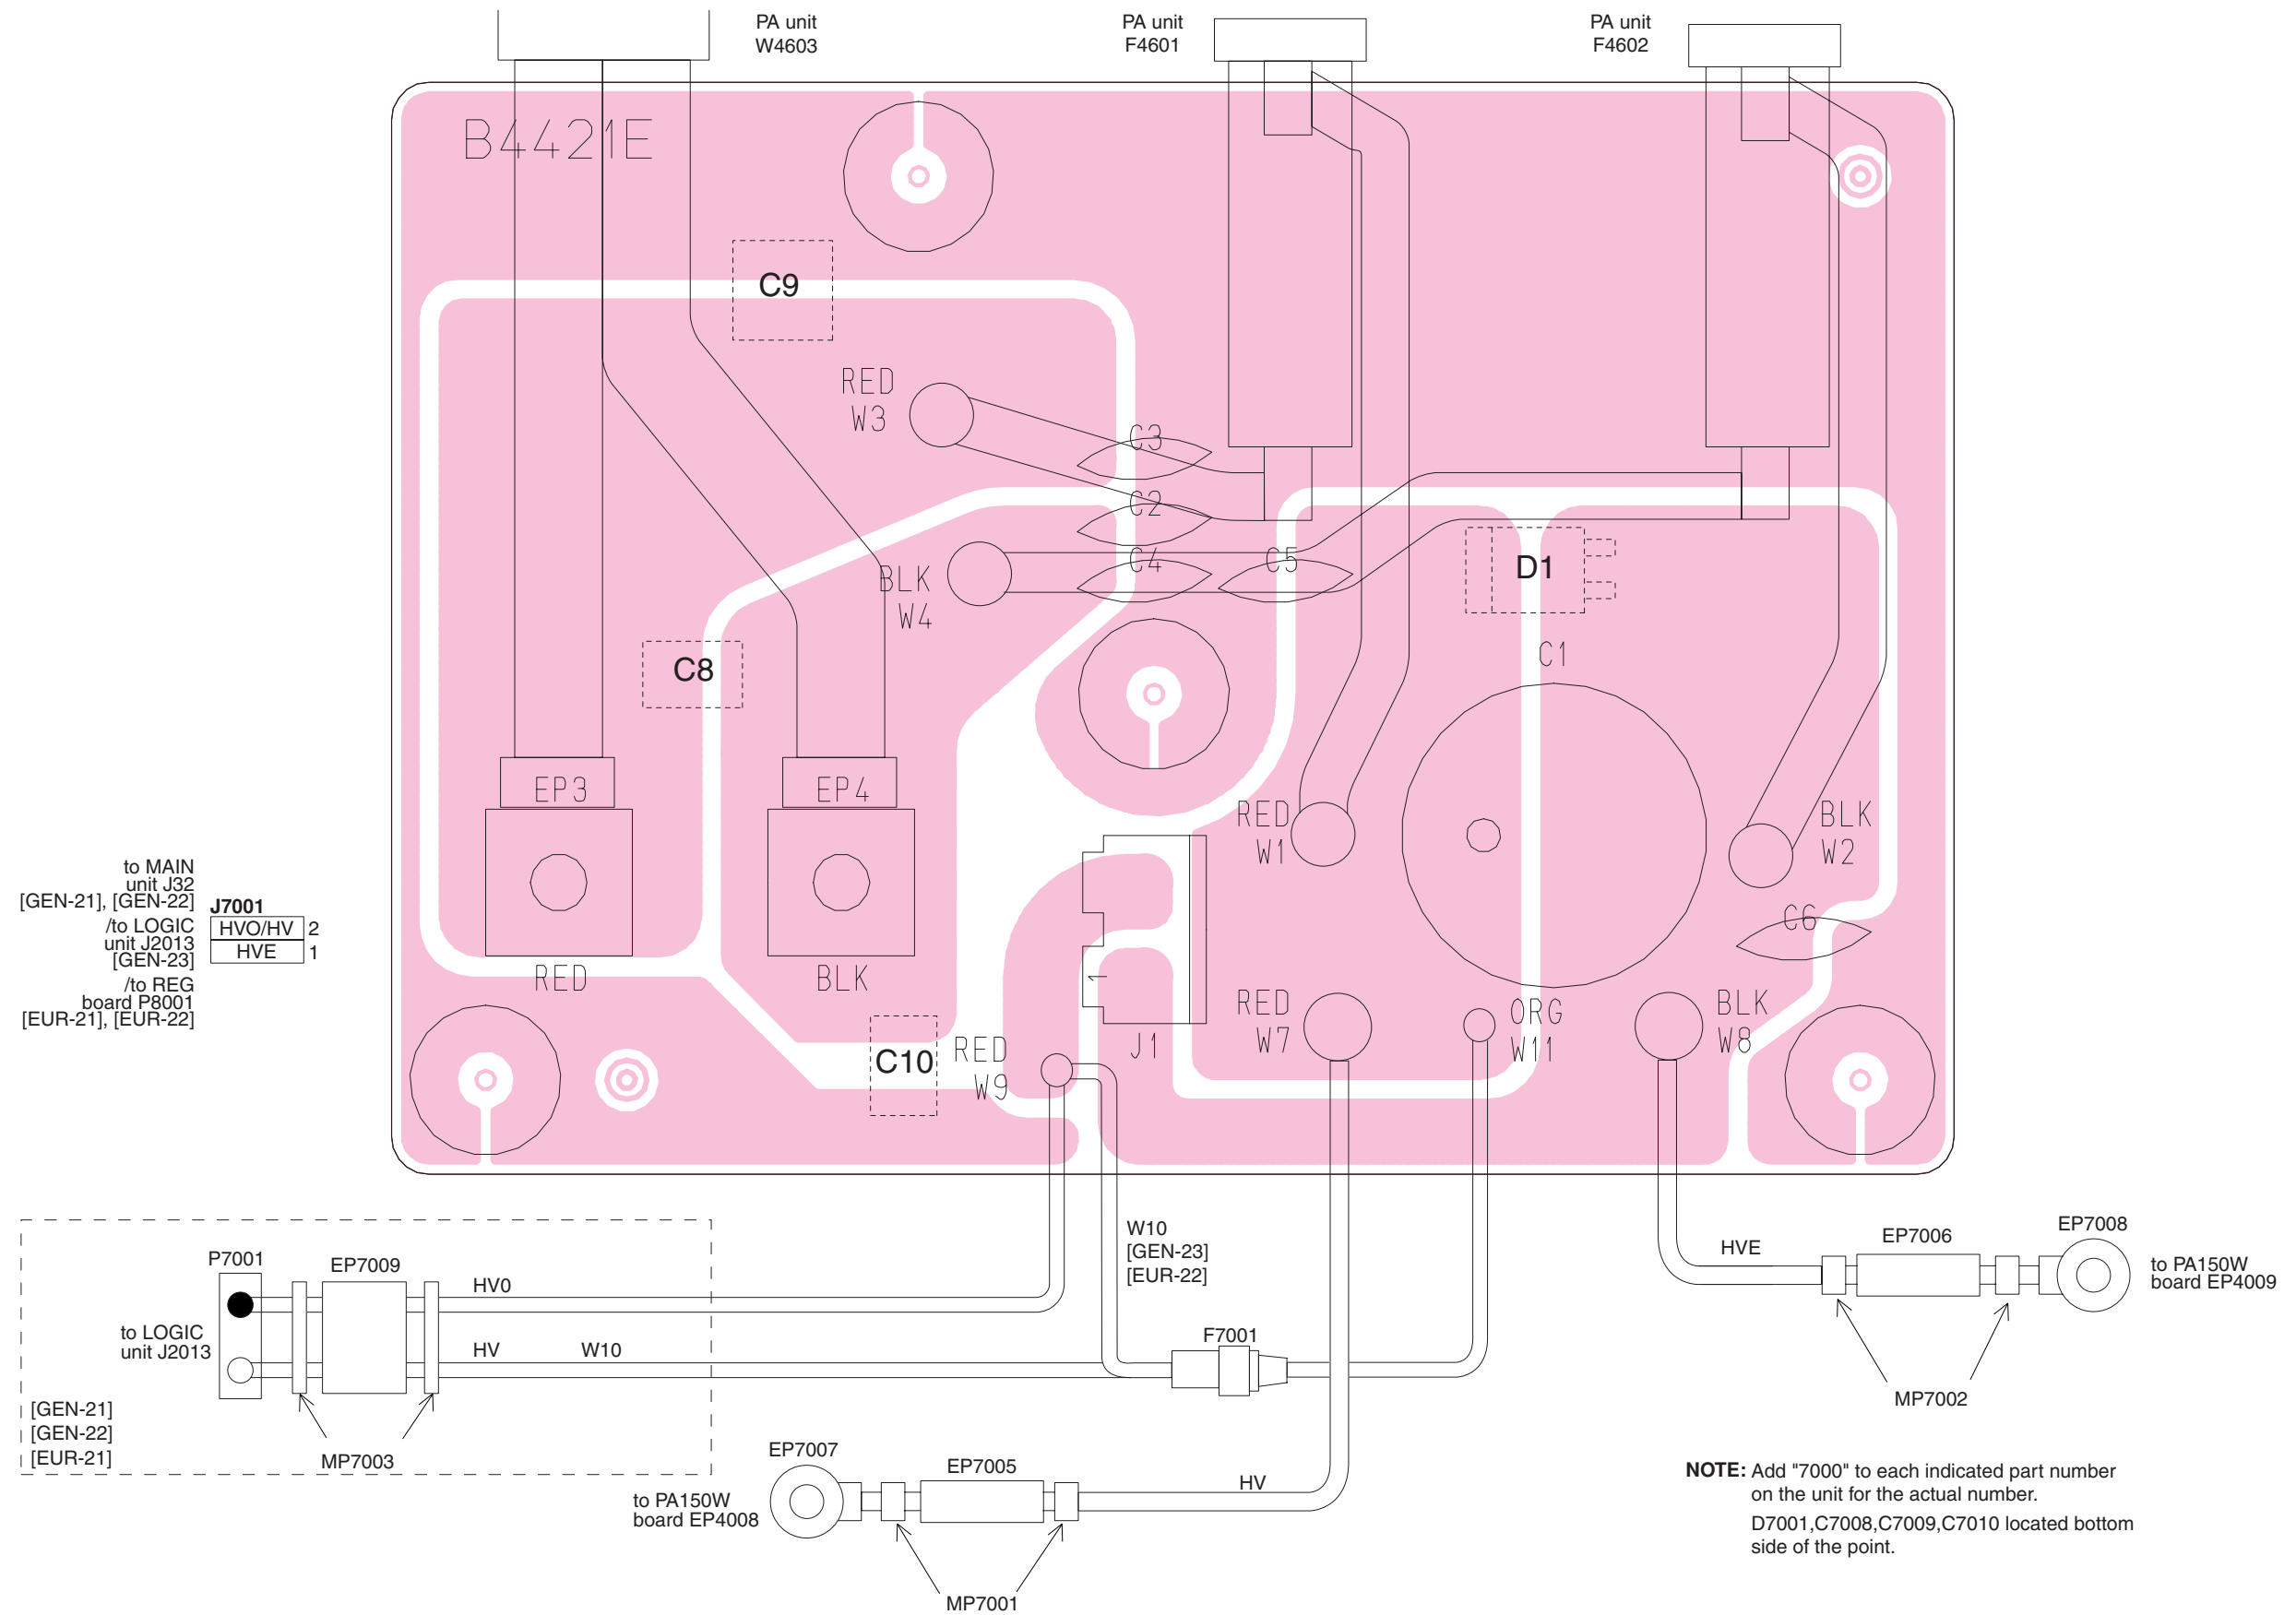 PA unit
W4603
PA unit
F4601
PA unit
F4602
B4421E
C9
RED
W3
C3
C2
C4
C5
BLK
W4
D1
C1
C8
EP3
EP4
RED
W1
BLK
W2
RED
BLK
C6
to MAIN
unit J32
[GEN-21], [GEN-22]
/to LOGIC
unit J2013
[GEN-23]
/to REG
board P8001
[EUR-21], [EUR-22]
J7001
HVO/HV 2
HVE 1
C10
RED
W9
J1
RED
W7
ORG
W11
BLK
W8
P7001
EP7009
HV0
to LOGIC
unit J2013
HV
W10
[GEN-21]
[GEN-22]
[EUR-21]
MP7003
W10
[GEN-23]
[EUR-22]
F7001
HVE
EP7006
EP7008
to PA150W
board EP4009
MP7002
EP7007
EP7005
HV
to PA150W
board EP4008
MP7001
NOTE: Add "7000" to each indicated part number
on the unit for the actual number.
D7001,C7008,C7009,C7010 located bottom
side of the point.